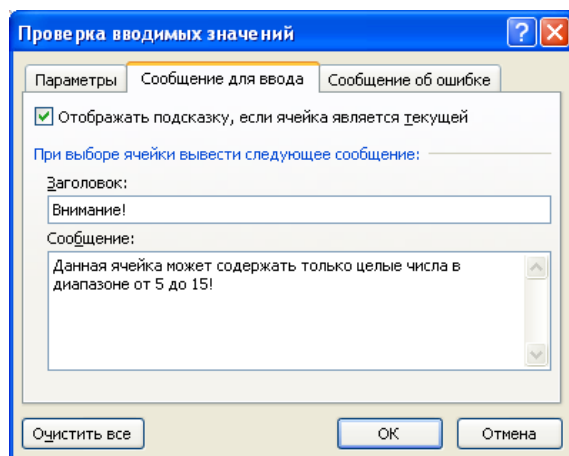 Проверка вводимых значений
Параметры Сообщение для ввода Сообщение об ошибке
Отображать подсказку, если ячейка является текущей
При выборе ячейки вывести следующее сообщение:
Заголовок:
Внимание!
Сообщение:
Данная ячейка может содержать только целые числа в
диапазоне от 5 до 15!
Очистить все ОК Отмена